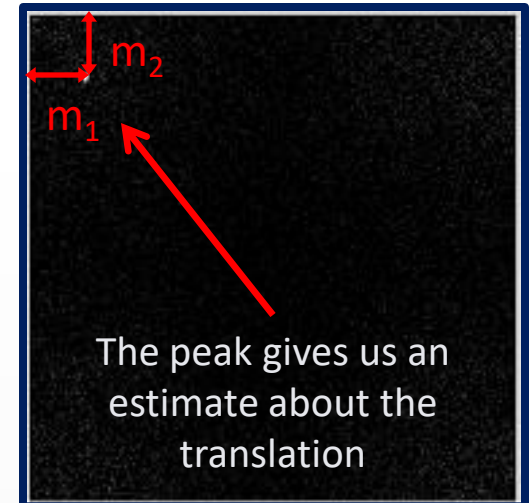 m₂
m₁
The peak gives us an
estimate about the
translation